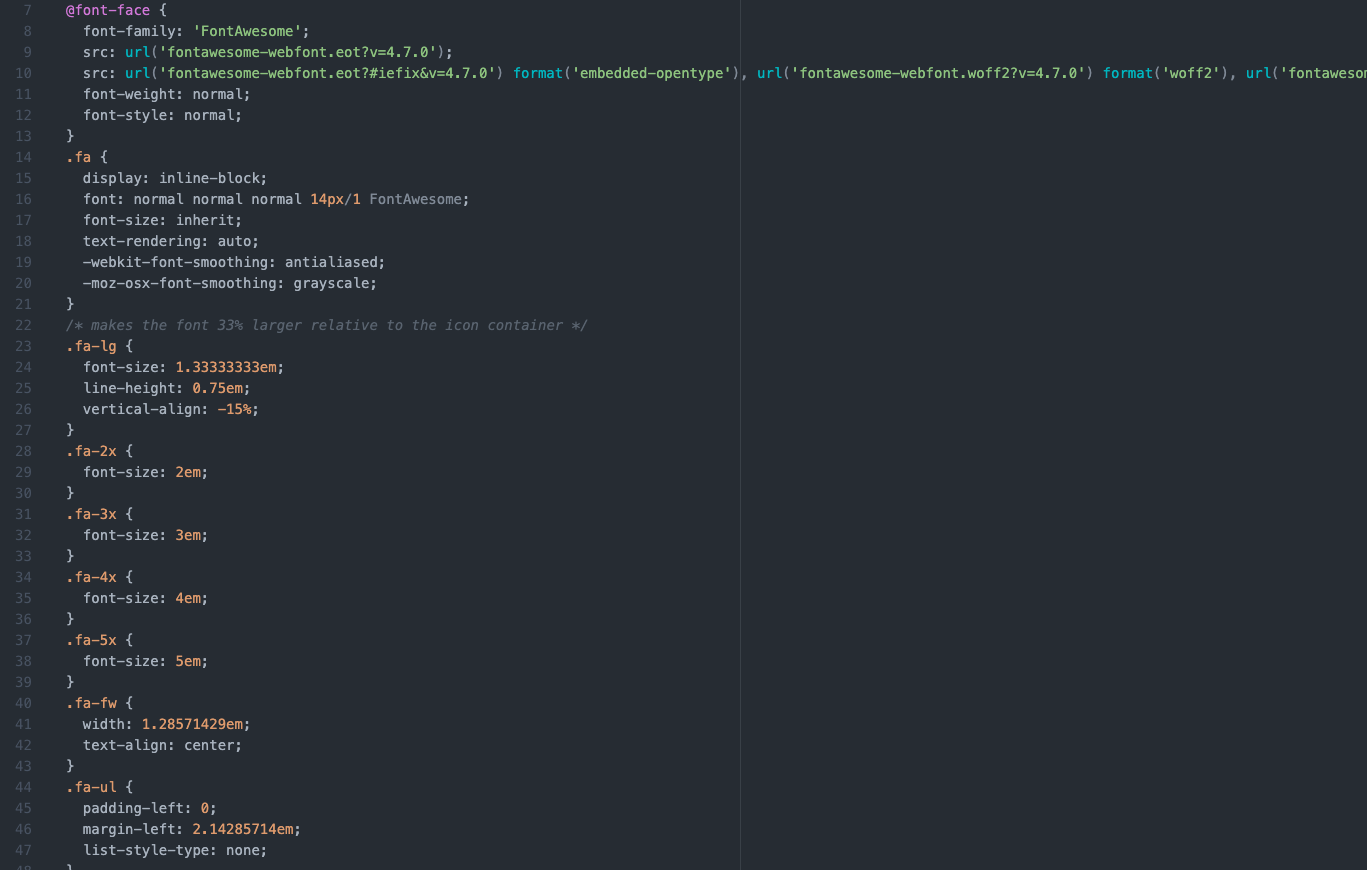 7 @font-face {
8 font-family: 'FontAwesome';
9 src: url('fontawesome-webfont.eot?v=4.7.0');
10 src: url('fontawesome-webfont.eot?#iefix&v=4.7.0') format('embedded-opentype'), url('fontawesome-webfont.woff2?v=4.7.0') format('woff2'), url('fontawesom
11 font-weight: normal;
12 font-style: normal;
13 }
14 .fa {
15 display: inline-block;
16 font: normal normal normal 14px/1 FontAwesome;
17 font-size: inherit;
18 text-rendering: auto;
19 -webkit-font-smoothing: antialiased;
20 -moz-osx-font-smoothing: grayscale;
21 }
22 /* makes the font 33% larger relative to the icon container */
23 .fa-lg {
24 font-size: 1.33333333em;
25 line-height: 0.75em;
26 vertical-align: -15%;
27 }
28 .fa-2x {
29 font-size: 2em;
30 }
31 .fa-3x {
32 font-size: 3em;
33 }
34 .fa-4x {
35 font-size: 4em;
36 }
37 .fa-5x {
38 font-size: 5em;
39 }
40 .fa-fw {
41 width: 1.28571429em;
42 text-align: center;
43 }
44 .fa-ul {
45 padding-left: 0;
46 margin-left: 2.14285714em;
47 list-style-type: none;
48 }